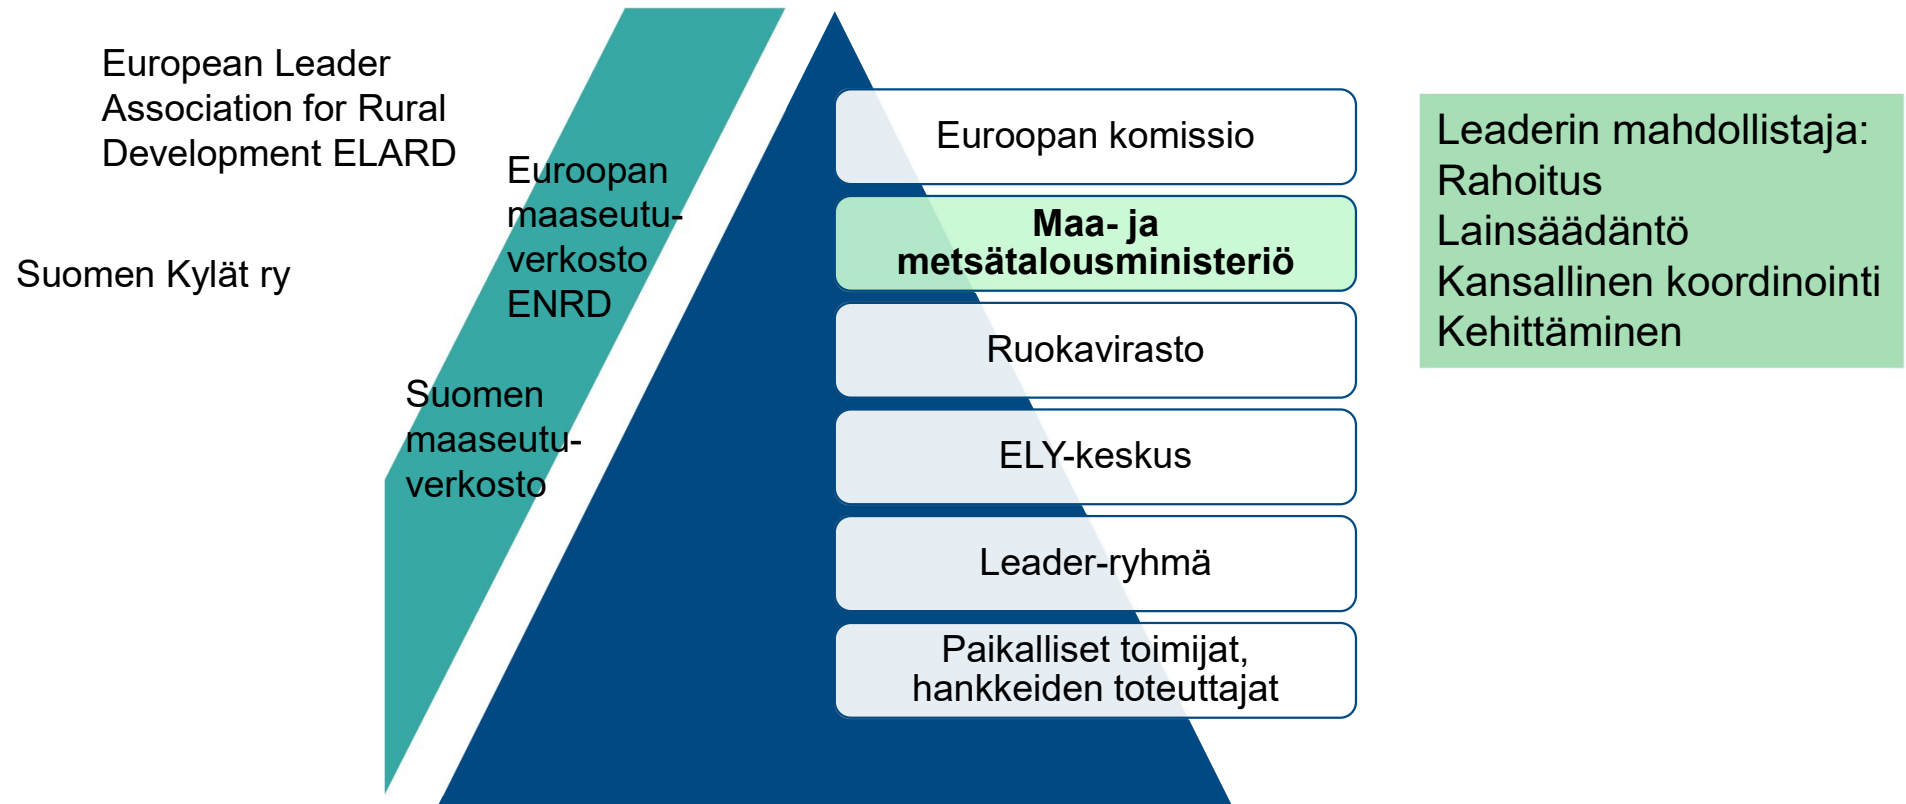 European Leader
Association for Rural
Development ELARD
Suomen Kylät ry
Euroopan
maaseutu-
verkosto
ENRD
Suomen
maaseutu-
verkosto
Euroopan komissio
Maa- ja
metsätalousministeriö
Ruokavirasto
ELY-keskus
Leader-ryhmä
Paikalliset toimijat,
hankkeiden toteuttajat
Leaderin mahdollistaja:
Rahoitus
Lainsäädäntö
Kansallinen koordinointi
Kehittäminen